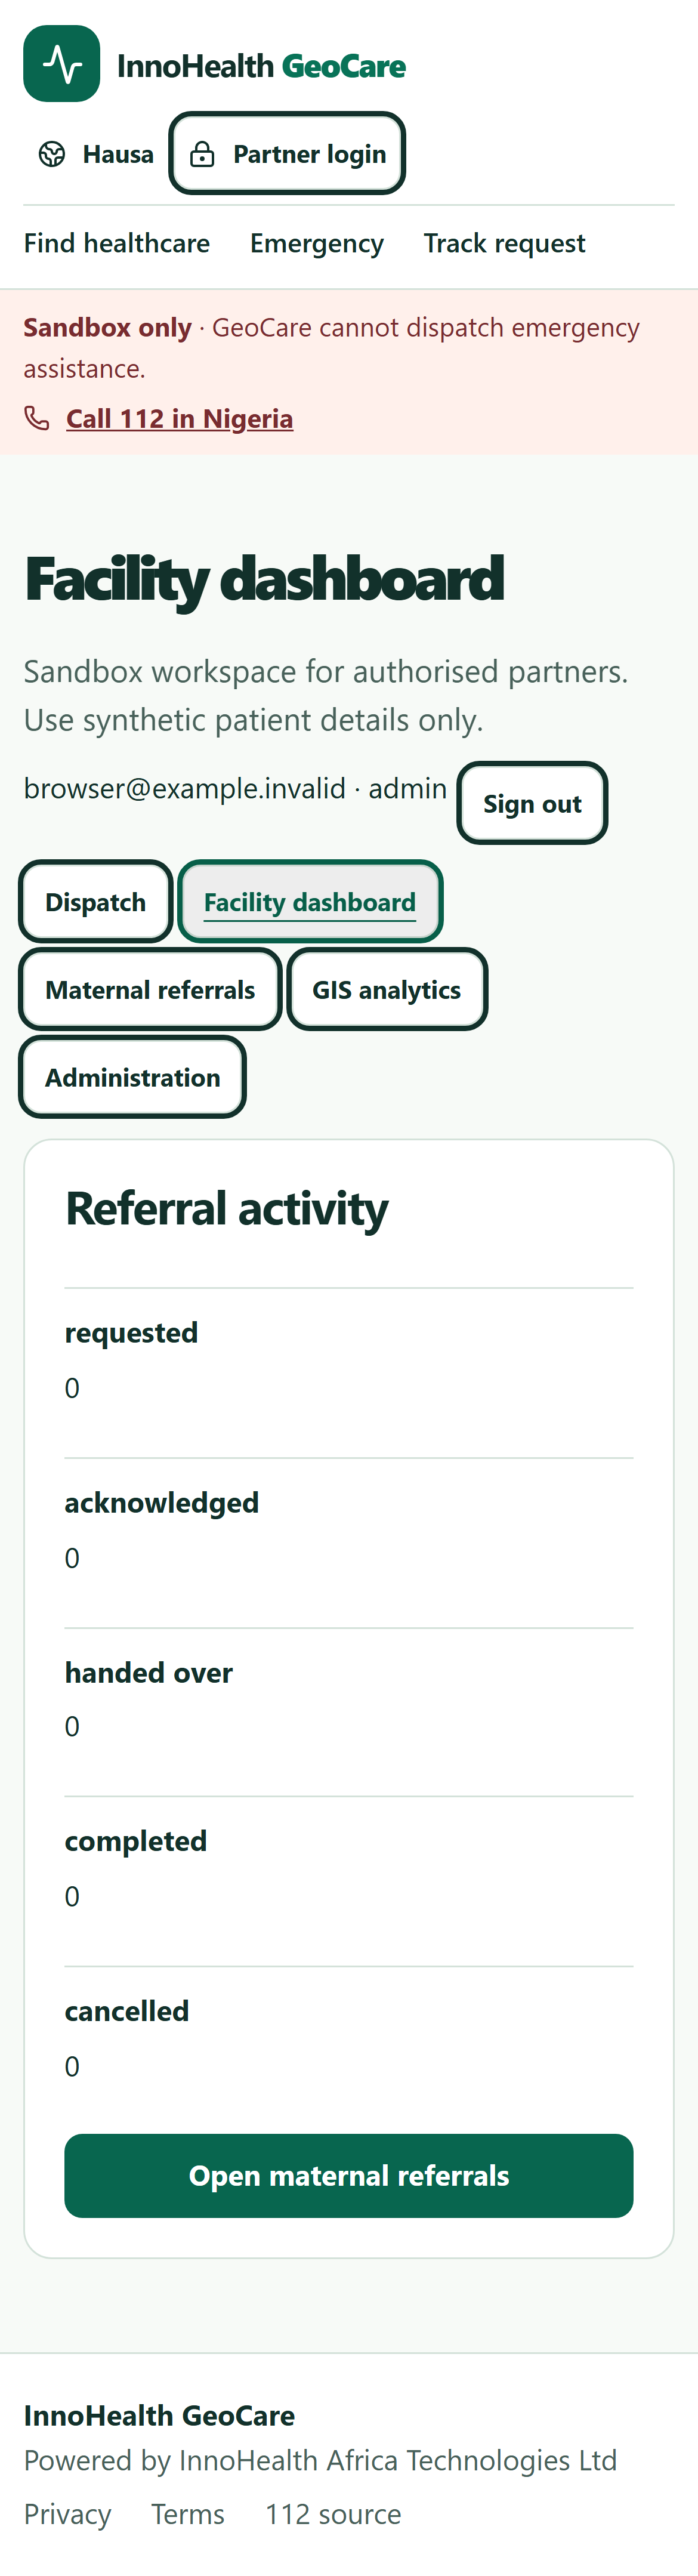 InnoHealth GeoCare
Hausa
Partner login
Find healthcare
Emergency
Track request
Sandbox only · GeoCare cannot dispatch emergency
assistance.
Call 112 in Nigeria
Facility dashboard
Sandbox workspace for authorised partners.
Use synthetic patient details only.
browser@example.invalid · admin
Sign out
Dispatch
Facility dashboard
Maternal referrals
GIS analytics
Administration
Referral activity
requested
0
acknowledged
0
handed over
0
completed
0
cancelled
0
Open maternal referrals
InnoHealth GeoCare
Powered by InnoHealth Africa Technologies Ltd
Privacy
Terms
112 source